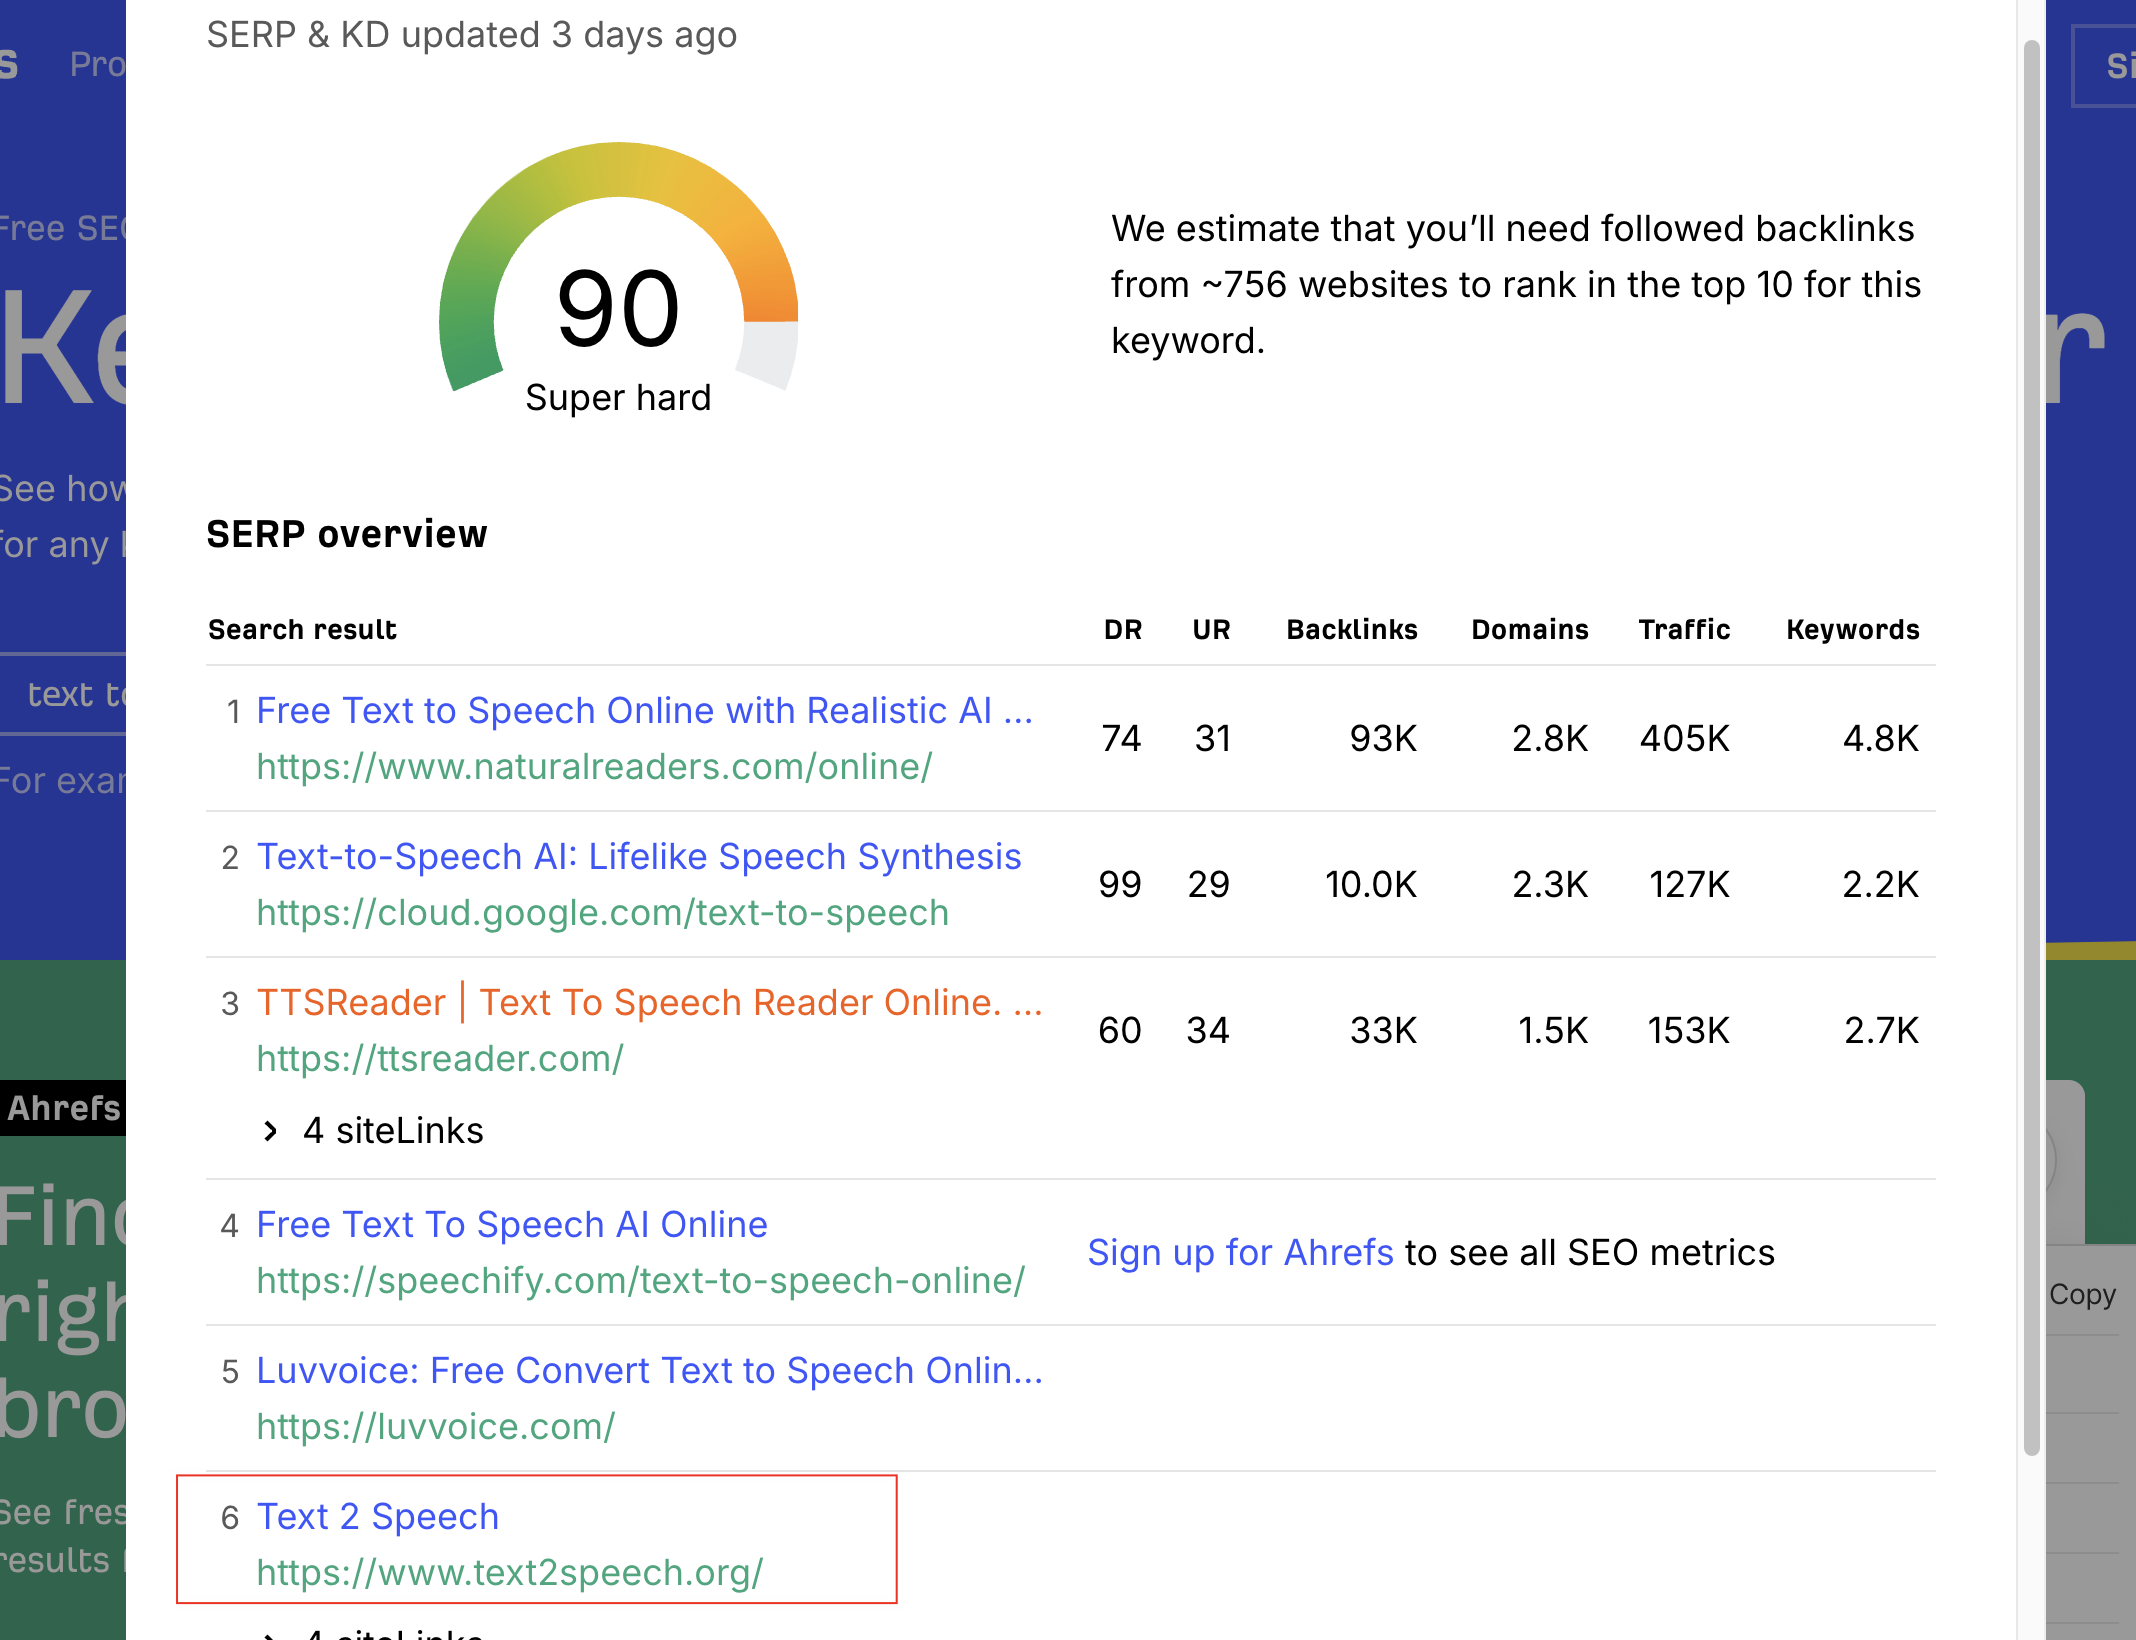 SERP & KD updated 3 days ago
s Pro
Si
Free SEO
Ke
r
See how
for any
text to
For exam
90
Super hard
We estimate that you’ll need followed backlinks
from ~756 websites to rank in the top 10 for this
keyword.
SERP overview
Search result DR UR Backlinks Domains Traffic Keywords
1 Free Text to Speech Online with Realistic AI ...
https://www.naturalreaders.com/online/
74 31 93K 2.8K 405K 4.8K
2 Text-to-Speech AI: Lifelike Speech Synthesis
https://cloud.google.com/text-to-speech
99 29 10.0K 2.3K 127K 2.2K
3 TTSReader | Text To Speech Reader Online. ...
https://ttsreader.com/
60 34 33K 1.5K 153K 2.7K
4 siteLinks
4 Free Text To Speech AI Online
https://speechify.com/text-to-speech-online/
Sign up for Ahrefs to see all SEO metrics
5 Luvvoice: Free Convert Text to Speech Onlin...
https://luvvoice.com/
6 Text 2 Speech
https://www.text2speech.org/
4 siteLinks
Ahrefs
Find
righ
bro
See fres
results
Copy